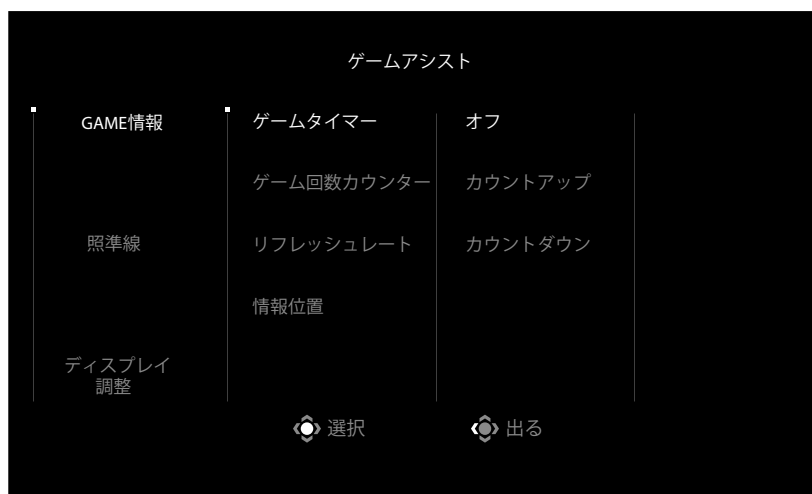 ゲームアシスト
GAME情報
ゲームタイマー
オフ
ゲーム回数カウンター
カウントアップ
照準線
リフレッシュレート
カウントダウン
情報位置
ディスプレイ
調整
選択
出る